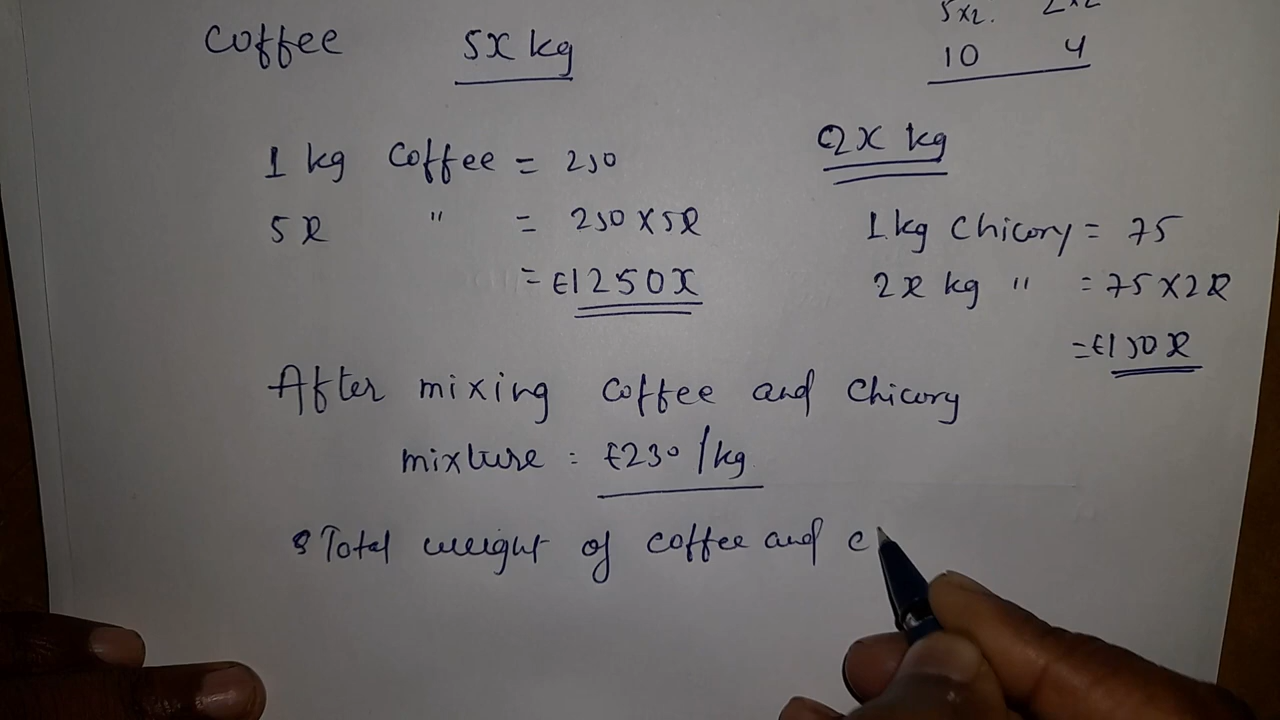 5x2. 2x2
10 4
Coffee 5x kg
2x kg
1 kg Coffee = 250
5x " = 250 x 5x
= €1250x
1 kg Chicory = 75
2x kg " = 75 x 2x
= €150x
After mixing Coffee and Chicory
mixture = €230/kg
Total weight of coffee and c